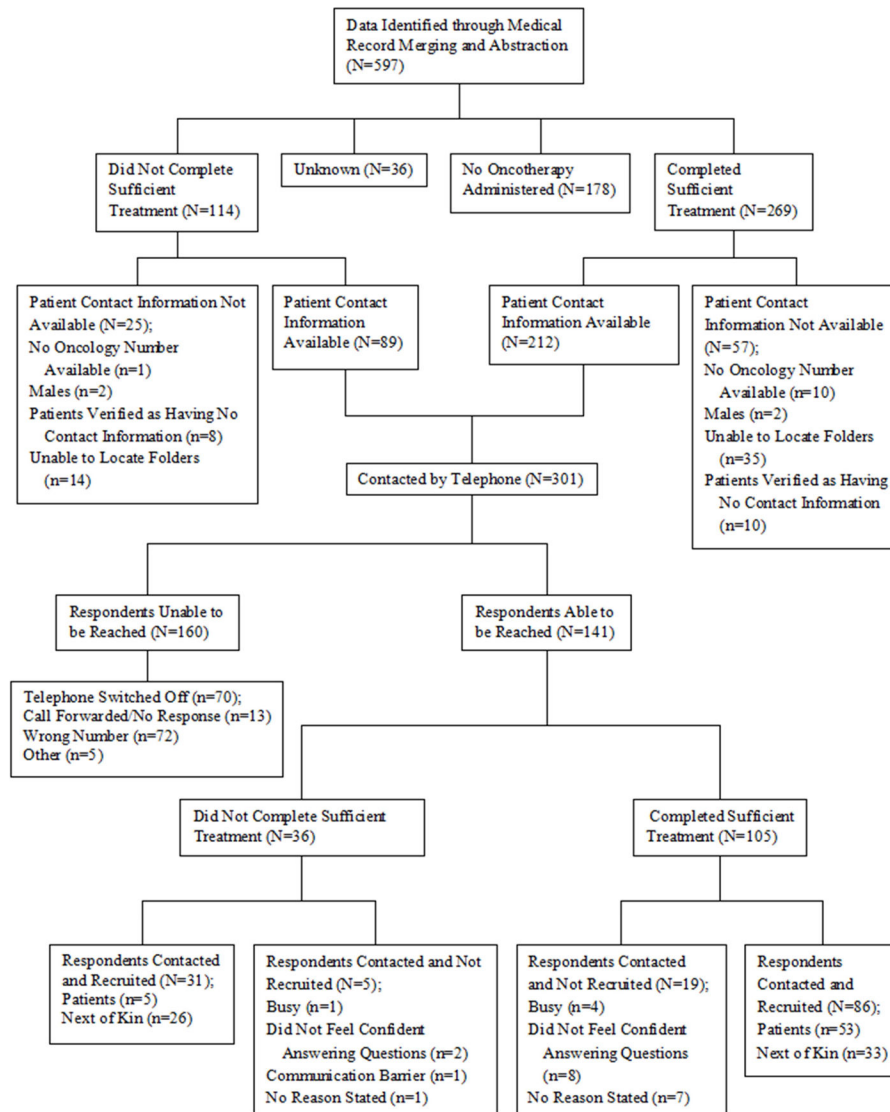 Data Identified through Medical
Record Merging and Abstraction
(N=597)
Did Not Complete
Sufficient
Treatment (N=114)
Unknown (N=36)
No Oncotherapy
Administered (N=178)
Completed
Sufficient
Treatment (N=269)
Patient Contact Information Not
Available (N=25);
No Oncology Number
Available (n=1)
Males (n=2)
Patients Verified as Having No
Contact Information (n=8)
Unable to Locate Folders
(n=14)
Patient Contact
Information
Available (N=89)
Patient Contact
Information Available
(N=212)
Patient Contact
Information Not Available
(N=57);
No Oncology Number
Available (n=10)
Males (n=2)
Unable to Locate Folders
(n=35)
Patients Verified as Having
No Contact Information
(n=10)
Contacted by Telephone (N=301)
Respondents Unable to
be Reached (N=160)
Respondents Able to
be Reached (N=141)
Telephone Switched Off (n=70);
Call Forwarded/No Response (n=13)
Wrong Number (n=72)
Other (n=5)
Did Not Complete Sufficient
Treatment (N=36)
Completed Sufficient
Treatment (N=105)
Respondents Contacted
and Recruited (N=31);
Patients (n=5)
Next of Kin (n=26)
Respondents Contacted and Not
Recruited (N=5);
Busy (n=1)
Did Not Feel Confident
Answering Questions (n=2)
Communication Barrier (n=1)
No Reason Stated (n=1)
Respondents Contacted
and Not Recruited (N=19);
Busy (n=4)
Did Not Feel Confident
Answering Questions
(n=8)
No Reason Stated (n=7)
Respondents
Contacted and
Recruited (N=86);
Patients (n=53)
Next of Kin (n=33)